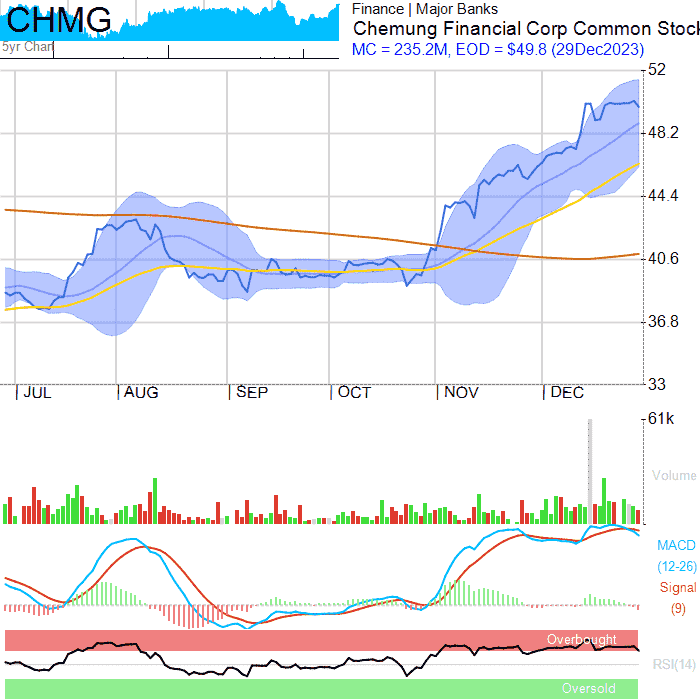 CHMG
5yr Chart
Finance | Major Banks
Chemung Financial Corp Common Stock
MC = 235.2M, EOD = $49.8 (29Dec2023)
52
48.2
44.4
40.6
36.8
33
JUL AUG SEP OCT NOV DEC
61k
Volume
MACD
(12-26)
Signal
(9)
Overbought
RSI(14)
Oversold